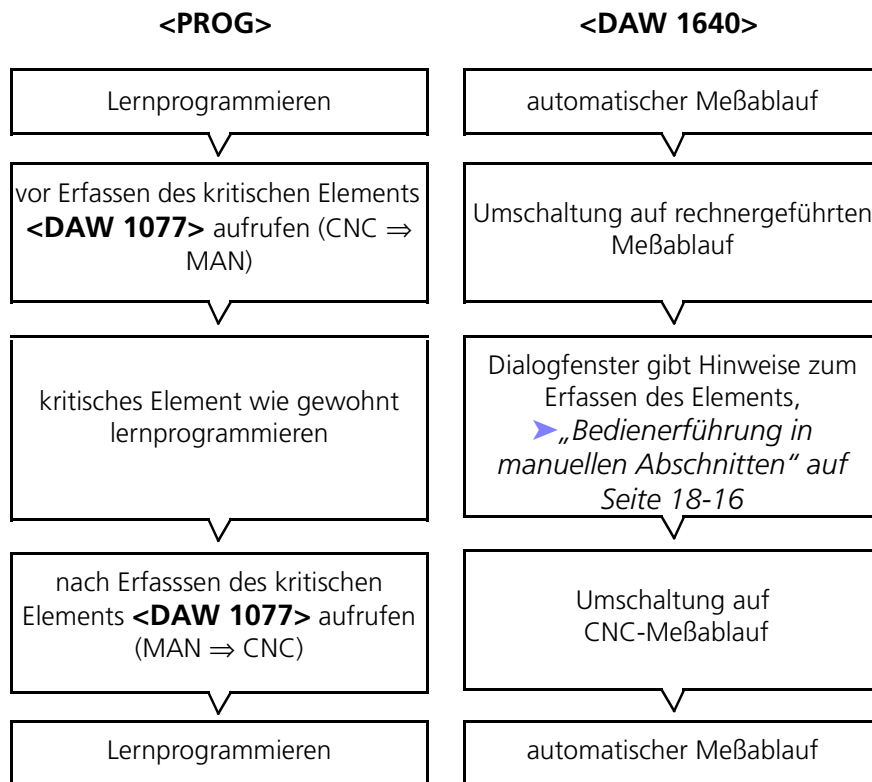 <PROG>
Lernprogrammieren
vor Erfassen des kritischen Elements
<DAW 1077> aufrufen (CNC ⇒
MAN)
kritisches Element wie gewohnt
lernprogrammieren
nach Erfasssen des kritischen
Elements <DAW 1077> aufrufen
(MAN ⇒ CNC)
Lernprogrammieren
<DAW 1640>
automatischer Meßablauf
Umschaltung auf rechnergeführten
Meßablauf
Dialogfenster gibt Hinweise zum
Erfassen des Elements,
➤„Bedienerführung in
manuellen Abschnitten“ auf
Seite 18-16
Umschaltung auf
CNC-Meßablauf
automatischer Meßablauf